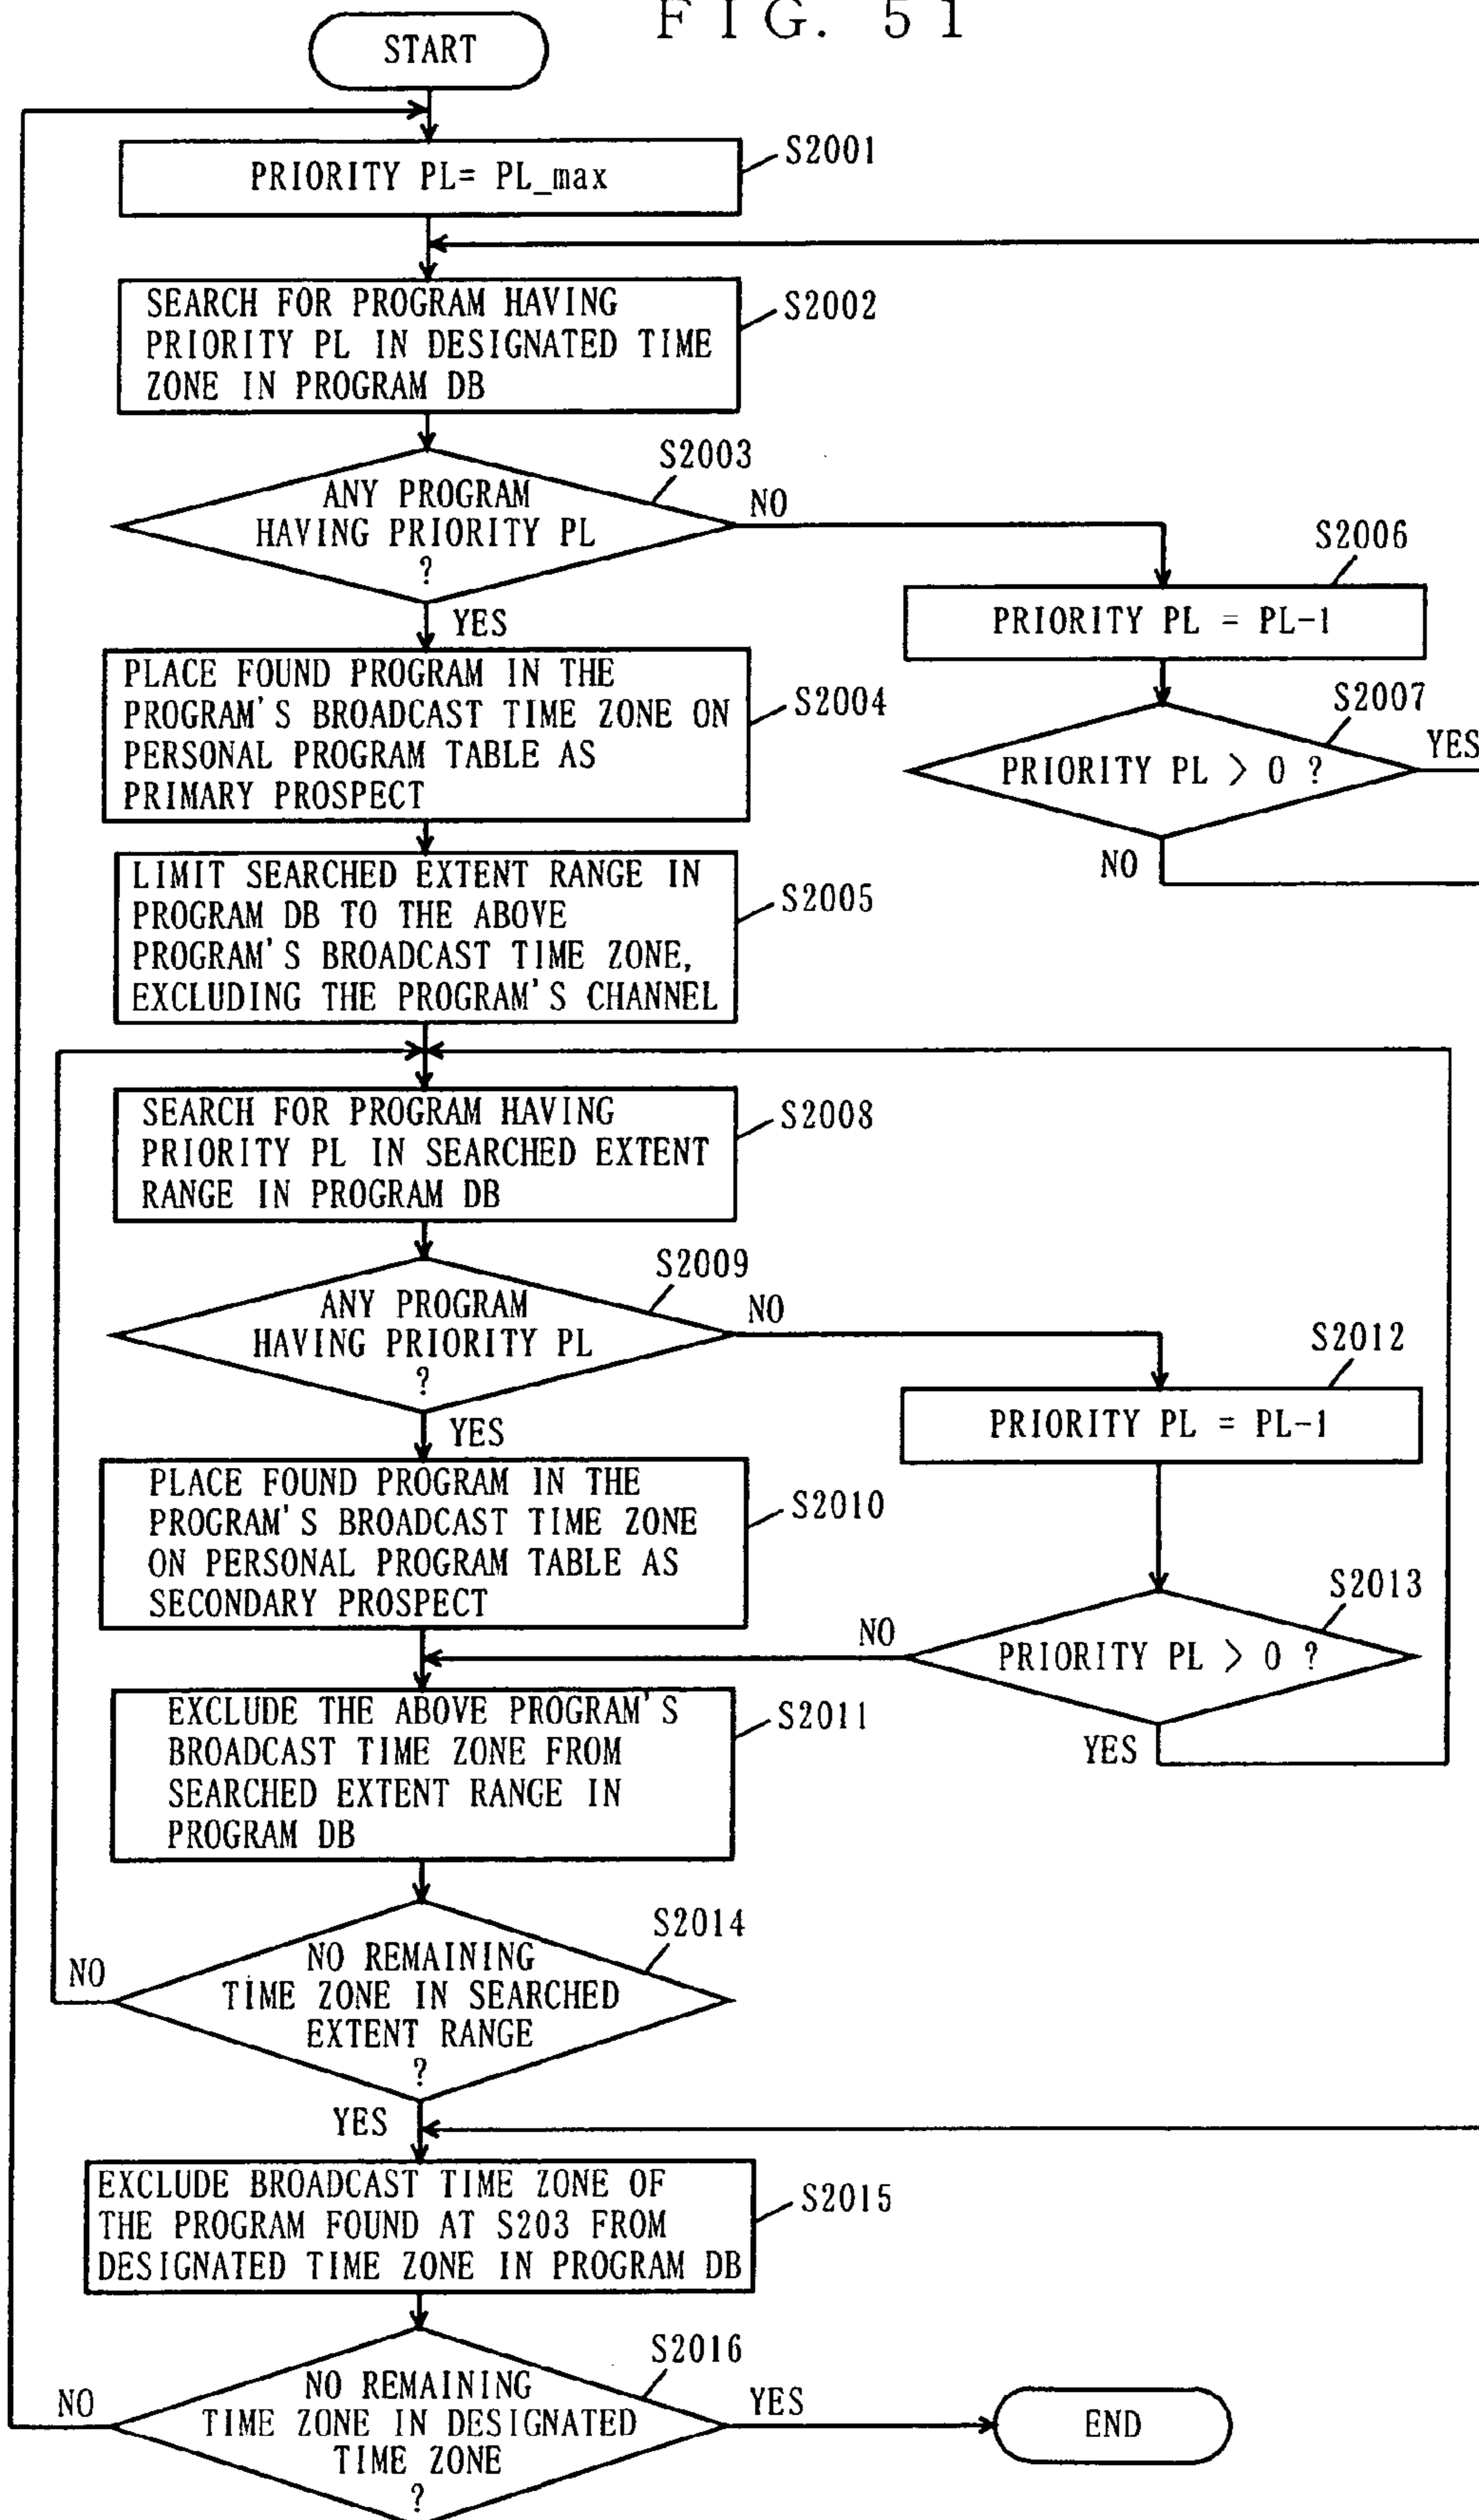 FIG. 51
START
PRIORITY PL= PL_max
S2001
SEARCH FOR PROGRAM HAVING
PRIORITY PL IN DESIGNATED TIME
ZONE IN PROGRAM DB
S2002
S2003
ANY PROGRAM
HAVING PRIORITY PL
?
NO
YES
S2006
PRIORITY PL = PL-1
PLACE FOUND PROGRAM IN THE
PROGRAM'S BROADCAST TIME ZONE ON
PERSONAL PROGRAM TABLE AS
PRIMARY PROSPECT
S2004
S2007
PRIORITY PL > 0 ?
YES
NO
LIMIT SEARCHED EXTENT RANGE IN
PROGRAM DB TO THE ABOVE
PROGRAM'S BROADCAST TIME ZONE,
EXCLUDING THE PROGRAM'S CHANNEL
S2005
SEARCH FOR PROGRAM HAVING
PRIORITY PL IN SEARCHED EXTENT
RANGE IN PROGRAM DB
S2008
S2009
ANY PROGRAM
HAVING PRIORITY PL
?
NO
YES
S2012
PRIORITY PL = PL-1
PLACE FOUND PROGRAM IN THE
PROGRAM'S BROADCAST TIME ZONE
ON PERSONAL PROGRAM TABLE AS
SECONDARY PROSPECT
S2010
S2013
PRIORITY PL > 0 ?
NO
YES
EXCLUDE THE ABOVE PROGRAM'S
BROADCAST TIME ZONE FROM
SEARCHED EXTENT RANGE IN
PROGRAM DB
S2011
S2014
NO REMAINING
TIME ZONE IN SEARCHED
EXTENT RANGE
?
NO
YES
EXCLUDE BROADCAST TIME ZONE OF
THE PROGRAM FOUND AT S203 FROM
DESIGNATED TIME ZONE IN PROGRAM DB
S2015
S2016
NO REMAINING
TIME ZONE IN DESIGNATED
TIME ZONE
?
NO
YES
END